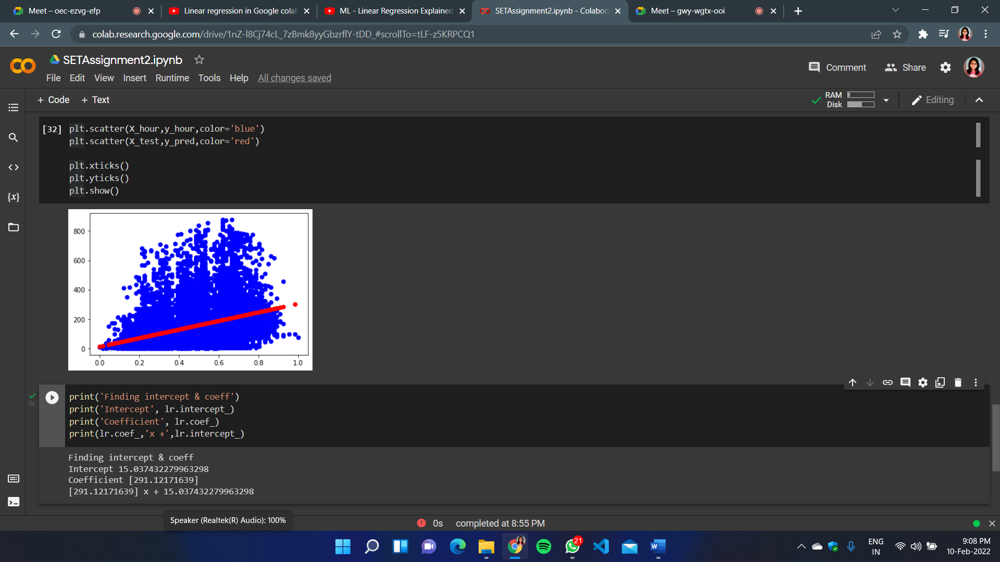 Meet – oec-ezvg-efp
Linear regression in Google colab
ML - Linear Regression Explained
SETAssignment2.ipynb - Colabora
Meet – gwy-wgtx-ooi
colab.research.google.com/drive/1nZ-l8Cj74cL_7zBmk8yyGbzrflY-tDD_#scrollTo=tLF-z5KRPCQ1
SETAssignment2.ipynb
Comment
Share
File Edit View Insert Runtime Tools Help All changes saved
+ Code + Text
RAM
Disk
Editing
[32] plt.scatter(X_hour,y_hour,color='blue')
plt.scatter(X_test,y_pred,color='red')
plt.xticks()
plt.yticks()
plt.show()
{x}
800
600
400
200
0
0.0 0.2 0.4 0.6 0.8 1.0
0s
print('Finding intercept & coeff')
print('Intercept', lr.intercept_)
print('Coefficient', lr.coef_)
print(lr.coef_,'x +',lr.intercept_)
Finding intercept & coeff
Intercept 15.037432279963298
Coefficient [291.12171639]
[291.12171639] x + 15.037432279963298
Speaker (Realtek(R) Audio): 100%
0s completed at 8:55 PM
21
ENG
IN
9:08 PM
10-Feb-2022